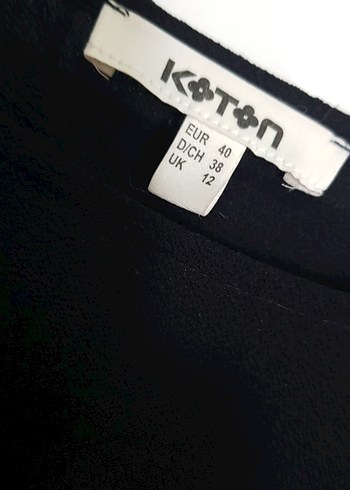 KOTON
EUR 40
D/CH 38
UK 12